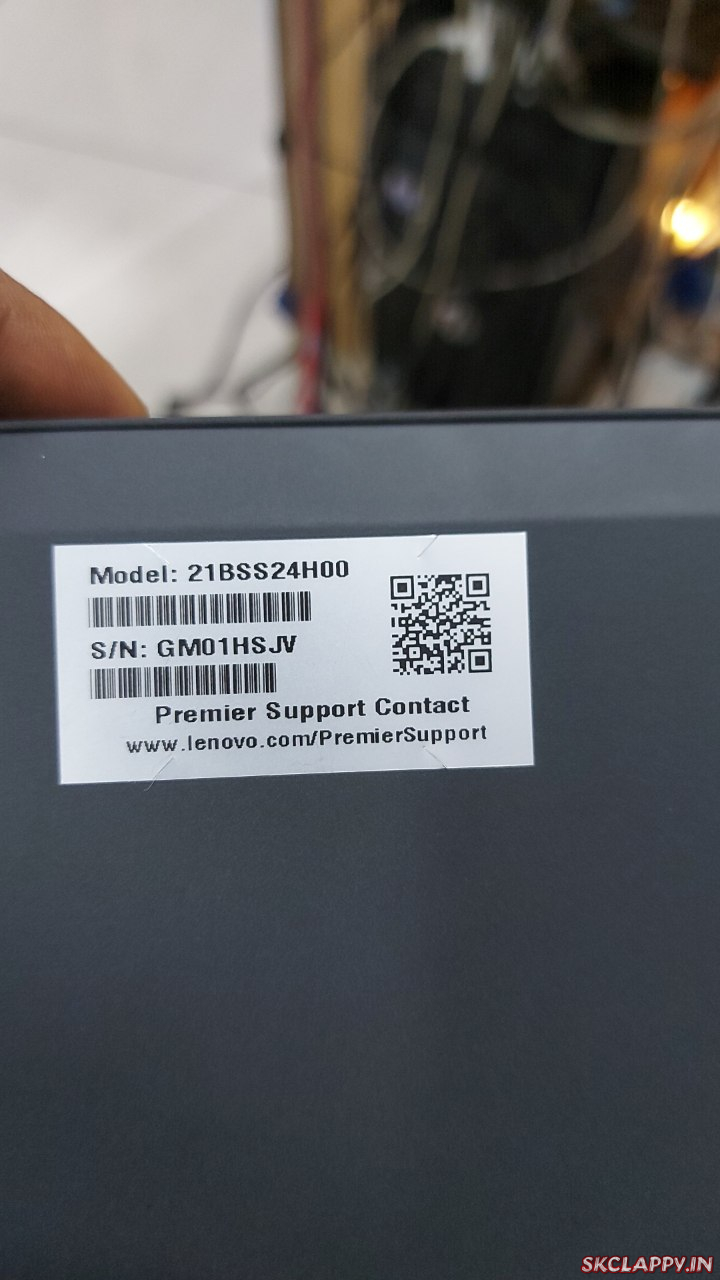 Model: 21BSS24H00
S/N: GM01HSJV
Premier Support Contact
www.lenovo.com/PremierSupport
SKCLAPPY.IN